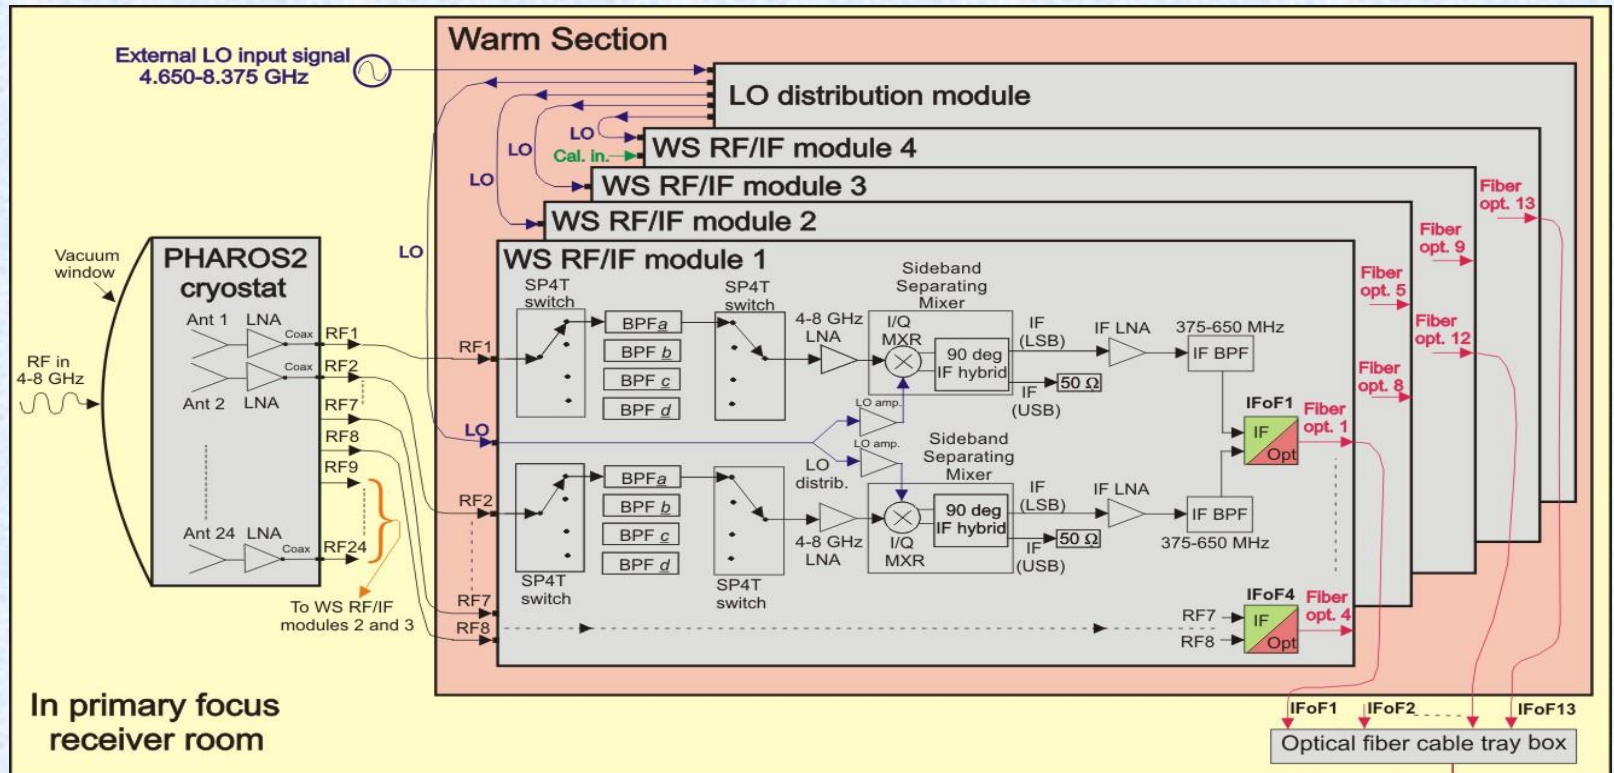 Warm Section
External LO input signal
4.650-8.375 GHz
LO distribution module
LO
Cal. in.
WS RF/IF module 4
LO
WS RF/IF module 3
LO
WS RF/IF module 2
LO
WS RF/IF module 1
Fiber
opt. 13
Fiber
opt. 9
Fiber
opt. 5
Fiber
opt. 12
Fiber
opt. 8
Vacuum
window
PHAROS2
cryostat
RF in
4-8 GHz
Ant 1
LNA
Coax
RF1
Ant 2
LNA
Coax
RF2
RF7
RF8
RF9
Ant 24
LNA
Coax
RF24
To WS RF/IF
modules 2 and 3
RF1
SP4T
switch
BPFa
BPF b
BPF c
BPF d
SP4T
switch
4-8 GHz
LNA
Sideband
Separating
Mixer
I/Q
MXR
90 deg
IF hybrid
IF
(LSB)
IF
(USB)
50 Ω
IF LNA
375-650 MHz
IF BPF
IFoF1
IF
Opt
Fiber
opt. 1
LO
LO amp.
LO amp.
LO
distrib.
RF2
SP4T
switch
BPFa
BPF b
BPF c
BPF d
SP4T
switch
4-8 GHz
LNA
Sideband
Separating
Mixer
I/Q
MXR
90 deg
IF hybrid
IF
(LSB)
IF
(USB)
50 Ω
IF LNA
IF BPF
375-650 MHz
RF7
RF8
RF7
RF8
IFoF4
IF
Opt
Fiber
opt. 4
In primary focus
receiver room
IFoF1
IFoF2
IFoF13
Optical fiber cable tray box